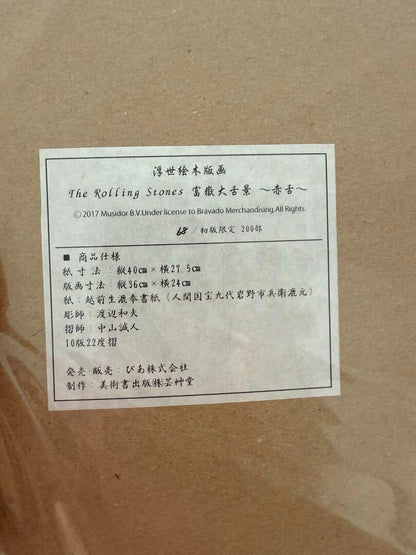 浮世絵木版画
The Rolling Stones 富嶽大舌景 〜赤舌〜
©2017 Musidor B.V.Under license to Bravado Merchandising.All Rights
68 / 初版限定 200部
■ 商品仕様
紙寸法：縦40㎝×横27.5㎝
版画寸法：縦36㎝×横24㎝
紙：越前生漉奉書紙（人間国宝九代岩野市兵衛漉元）
彫師：渡辺和夫
摺師：中山誠人
10版22度摺
発売 販売：ぴあ株式会社
制作：美術書出版㈱芸艸堂